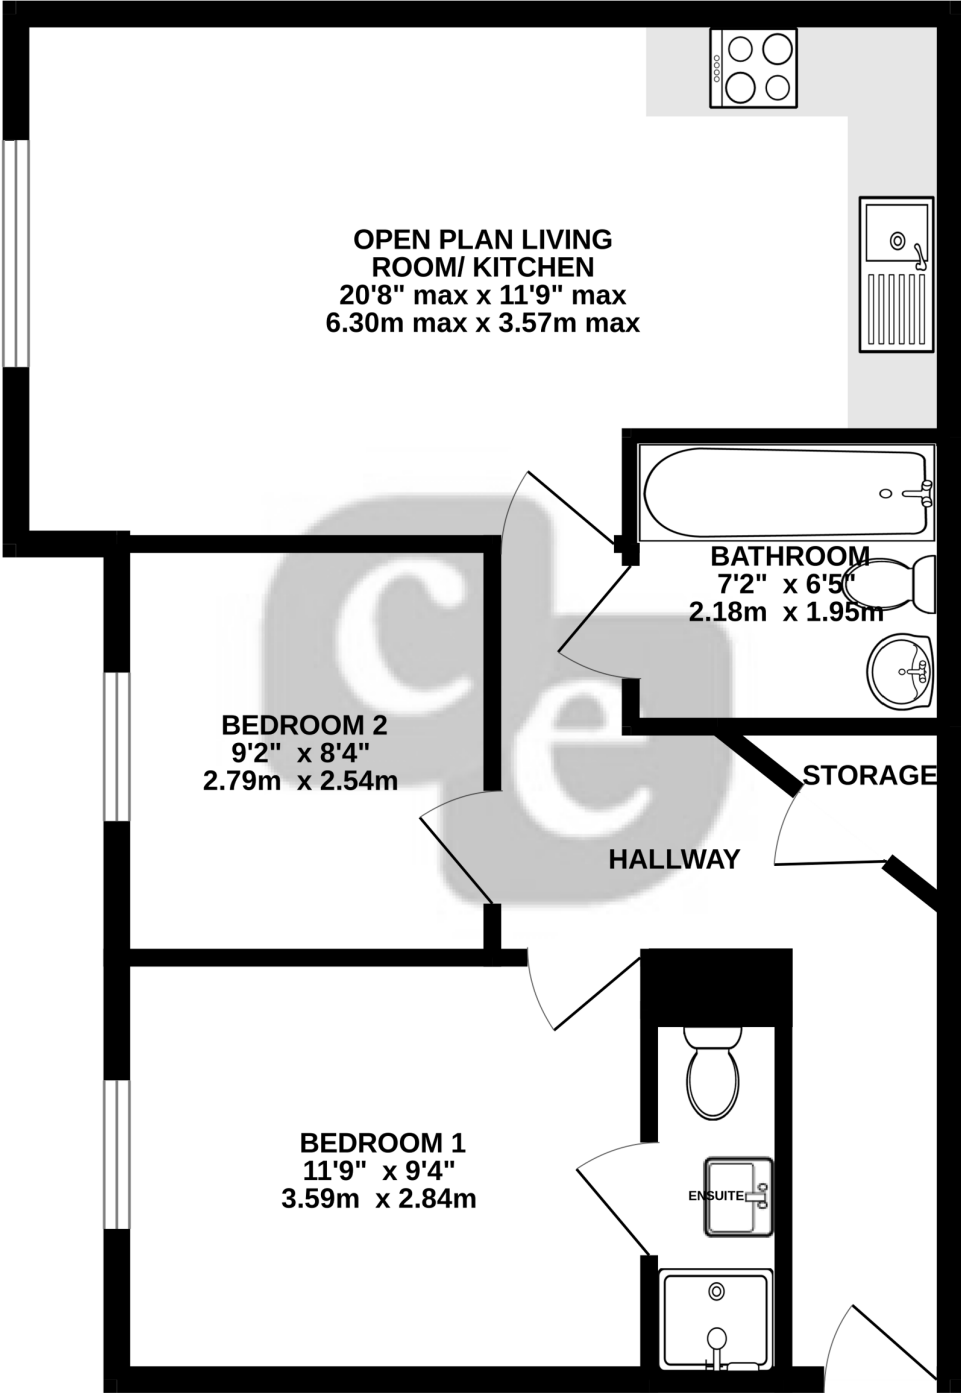 OPEN PLAN LIVING
ROOM/ KITCHEN
20'8" max x 11'9" max
6.30m max x 3.57m max
BATHROOM
7'2" x 6'5"
2.18m x 1.95m
ce
BEDROOM 2
9'2" x 8'4"
2.79m x 2.54m
STORAGE
HALLWAY
BEDROOM 1
11'9" x 9'4"
3.59m x 2.84m
ENSUITE